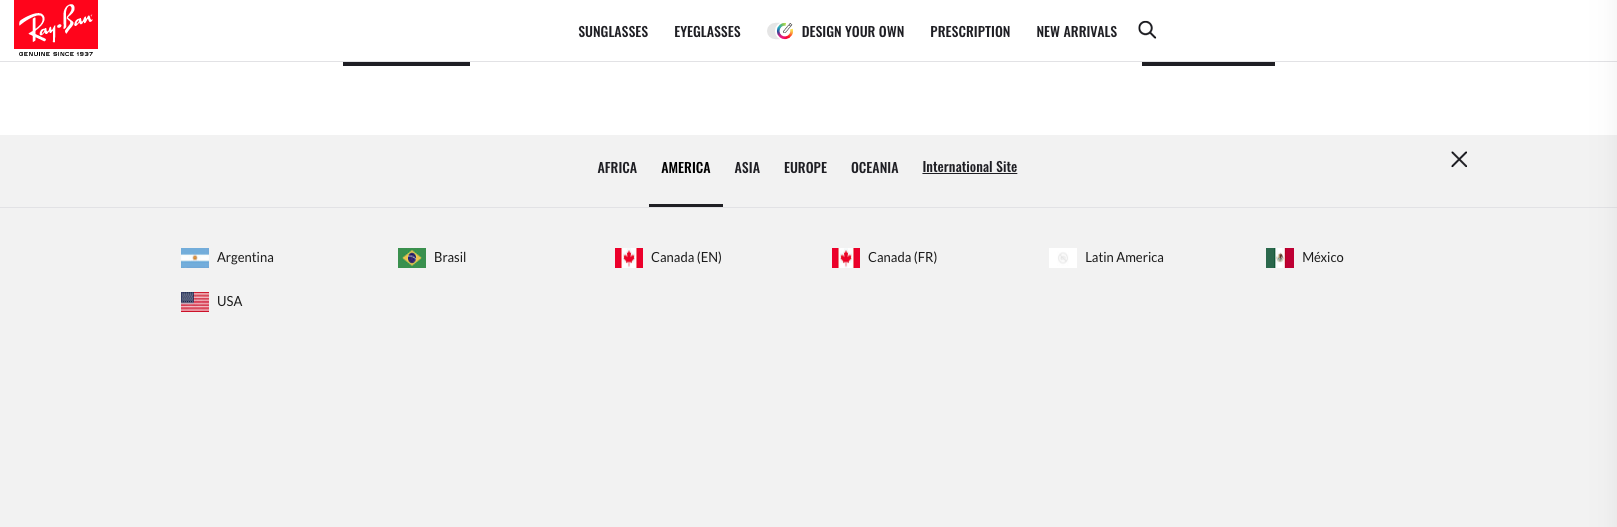 Ray-Ban
GENUINE SINCE 1937
SUNGLASSES EYEGLASSES DESIGN YOUR OWN PRESCRIPTION NEW ARRIVALS
AFRICA AMERICA ASIA EUROPE OCEANIA International Site
Argentina Brasil Canada (EN) Canada (FR) Latin America México
USA